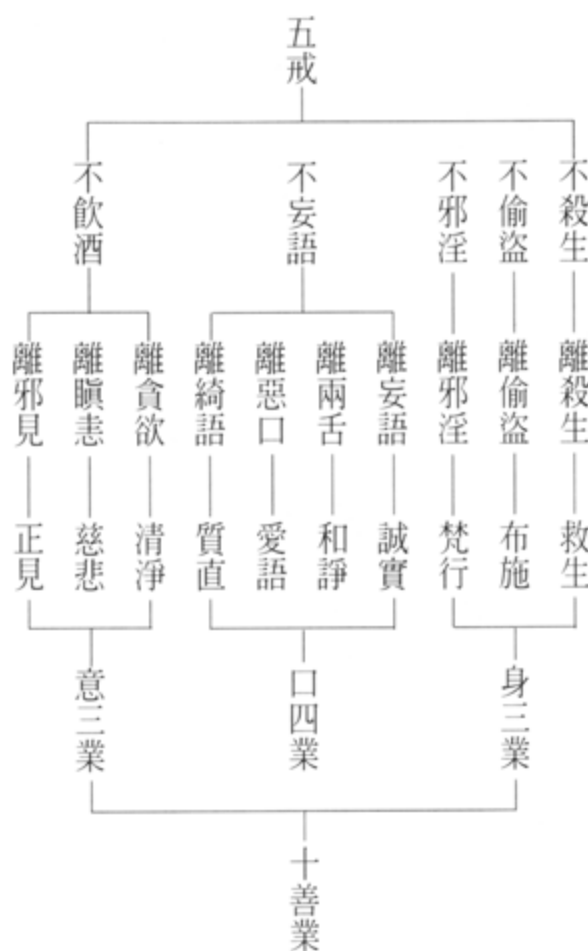 五戒
不殺生
不偷盜
不邪淫
不妄語
不飲酒
離殺生
離偷盜
離邪淫
離妄語
離兩舌
離惡口
離綺語
離貪欲
離瞋恚
離邪見
救生
布施
梵行
誠實
和諍
愛語
質直
清淨
慈悲
正見
身三業
口四業
意三業
十善業